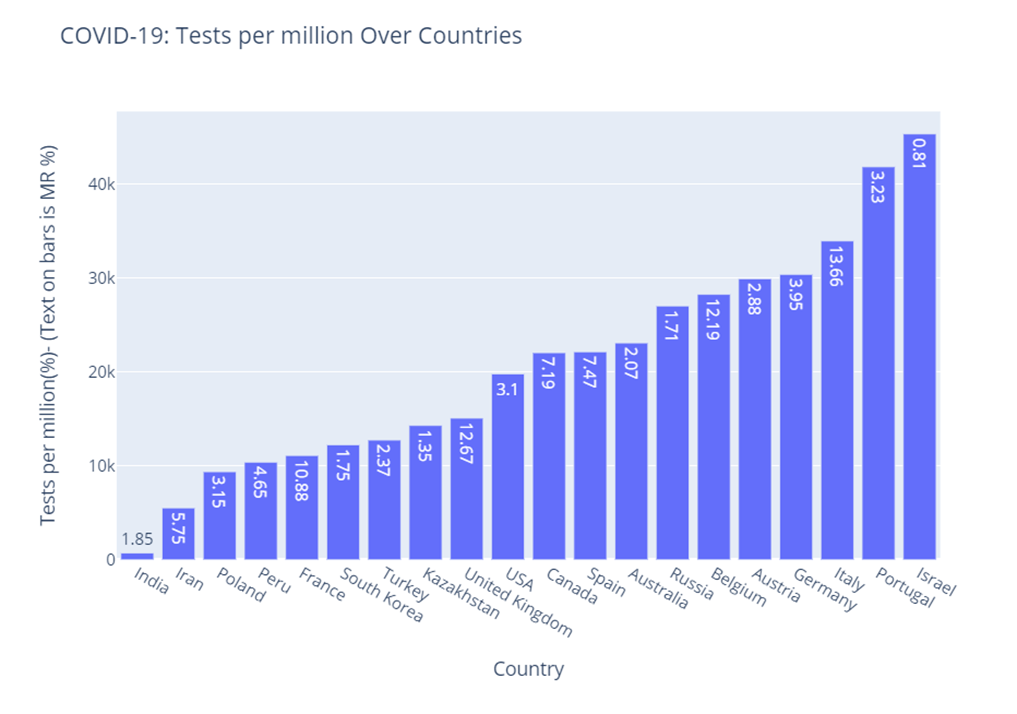 COVID-19: Tests per million Over Countries
Tests per million(%)- (Text on bars is MR %)
40k
30k
20k
10k
0
1.85
5.75
3.15
4.65
10.88
1.75
2.37
1.35
12.67
3.1
7.19
7.47
2.07
1.71
12.19
2.88
3.95
13.66
3.23
0.81
India
Iran
Poland
Peru
France
South Korea
Turkey
Kazakhstan
United Kingdom
USA
Canada
Spain
Australia
Russia
Belgium
Austria
Germany
Italy
Portugal
Israel
Country